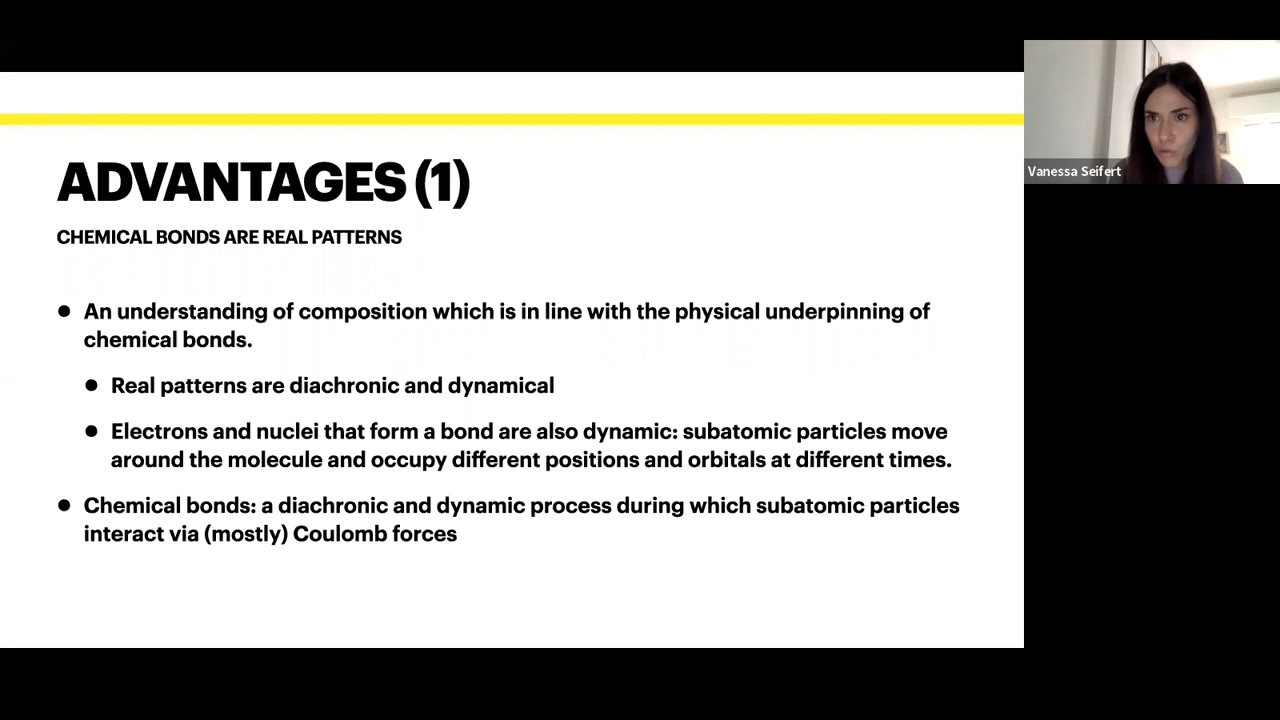 ADVANTAGES (1)
CHEMICAL BONDS ARE REAL PATTERNS
● An understanding of composition which is in line with the physical underpinning of
chemical bonds.
● Real patterns are diachronic and dynamical
● Electrons and nuclei that form a bond are also dynamic: subatomic particles move
around the molecule and occupy different positions and orbitals at different times.
● Chemical bonds: a diachronic and dynamic process during which subatomic particles
interact via (mostly) Coulomb forces
Vanessa Seifert